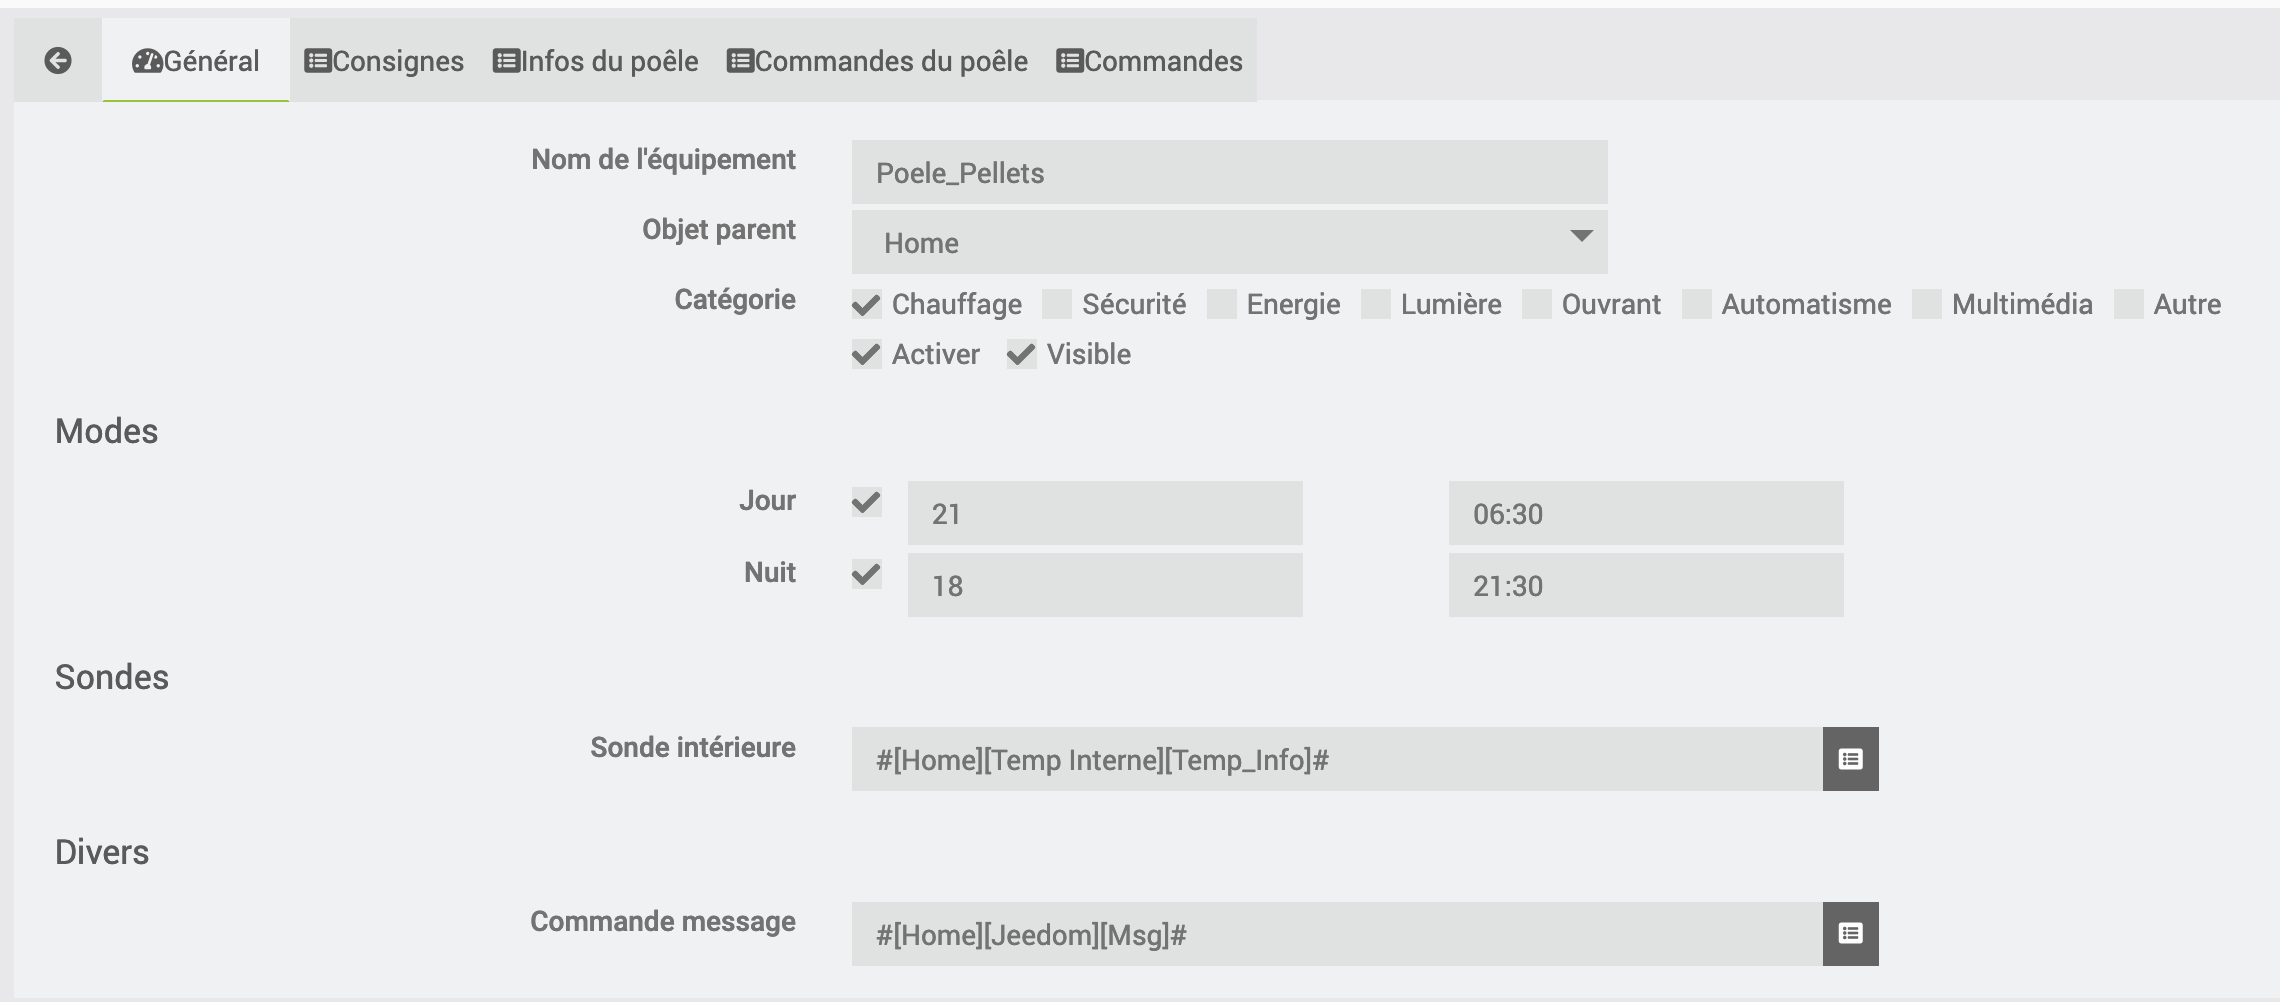 Général Consignes Infos du poêle Commandes du poêle Commandes
Nom de l'équipement Poele_Pellets
Objet parent Home
Catégorie Chauffage Sécurité Energie Lumière Ouvrant Automatisme Multimédia Autre
Activer Visible
Modes
Jour 21 06:30
Nuit 18 21:30
Sondes
Sonde intérieure #[Home][Temp Interne][Temp_Info]#
Divers
Commande message #[Home][Jeedom][Msg]#